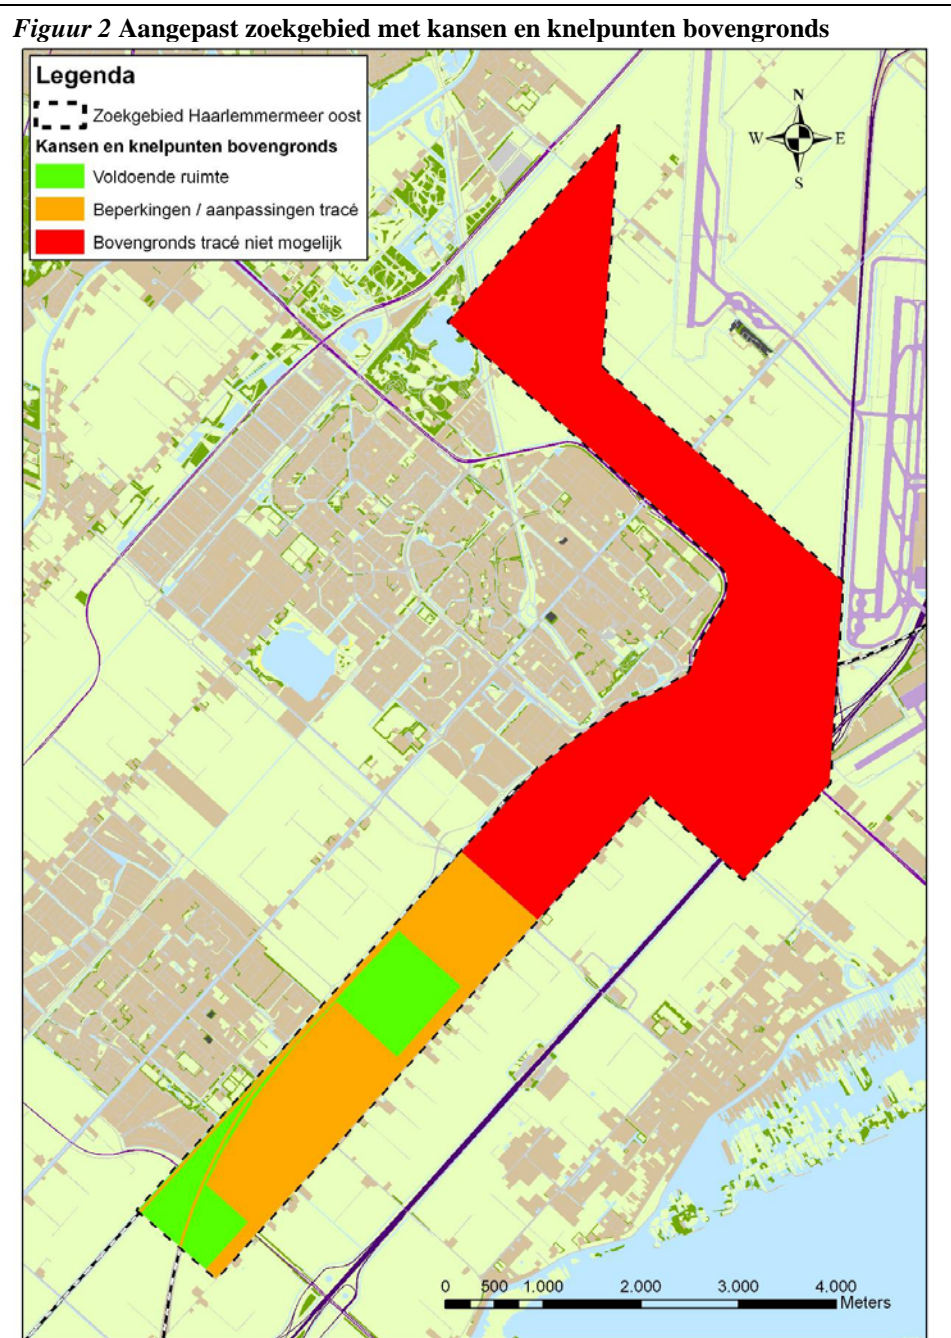 Figuur 2 Aangepast zoekgebied met kansen en knelpunten bovengronds
Legenda
Zoekgebied Haarlemmermeer oost
Kansen en knelpunten bovengronds
Voldoende ruimte
Beperkingen / aanpassingen tracé
Bovengronds tracé niet mogelijk
N
W E
S
0 500 1.000 2.000 3.000 4.000
Meters